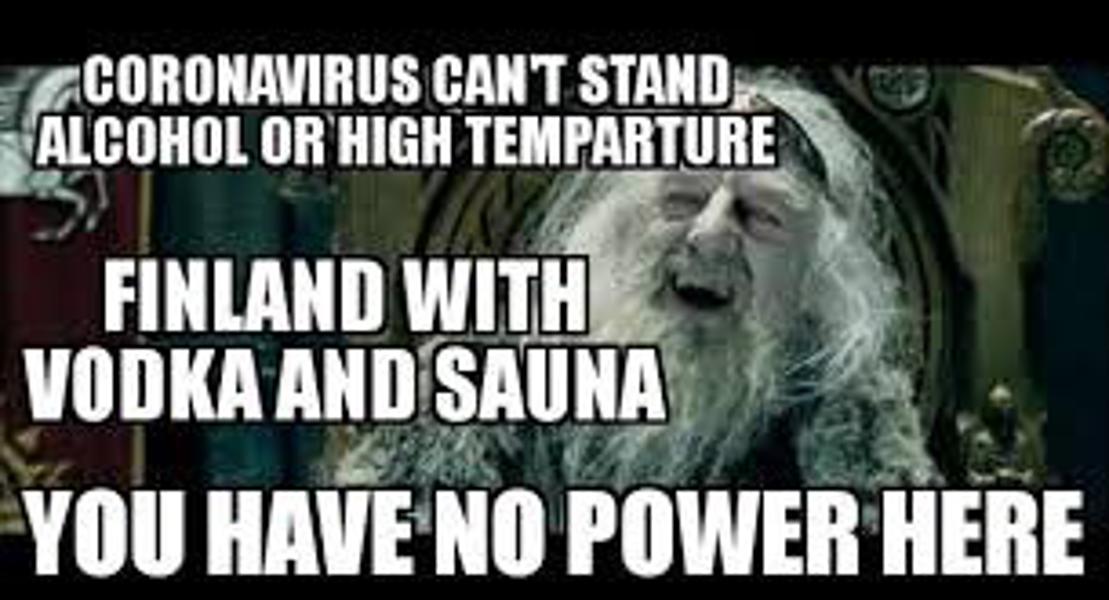 CORONAVIRUS CAN'T STAND
ALCOHOL OR HIGH TEMPARTURE
FINLAND WITH
VODKA AND SAUNA
YOU HAVE NO POWER HERE